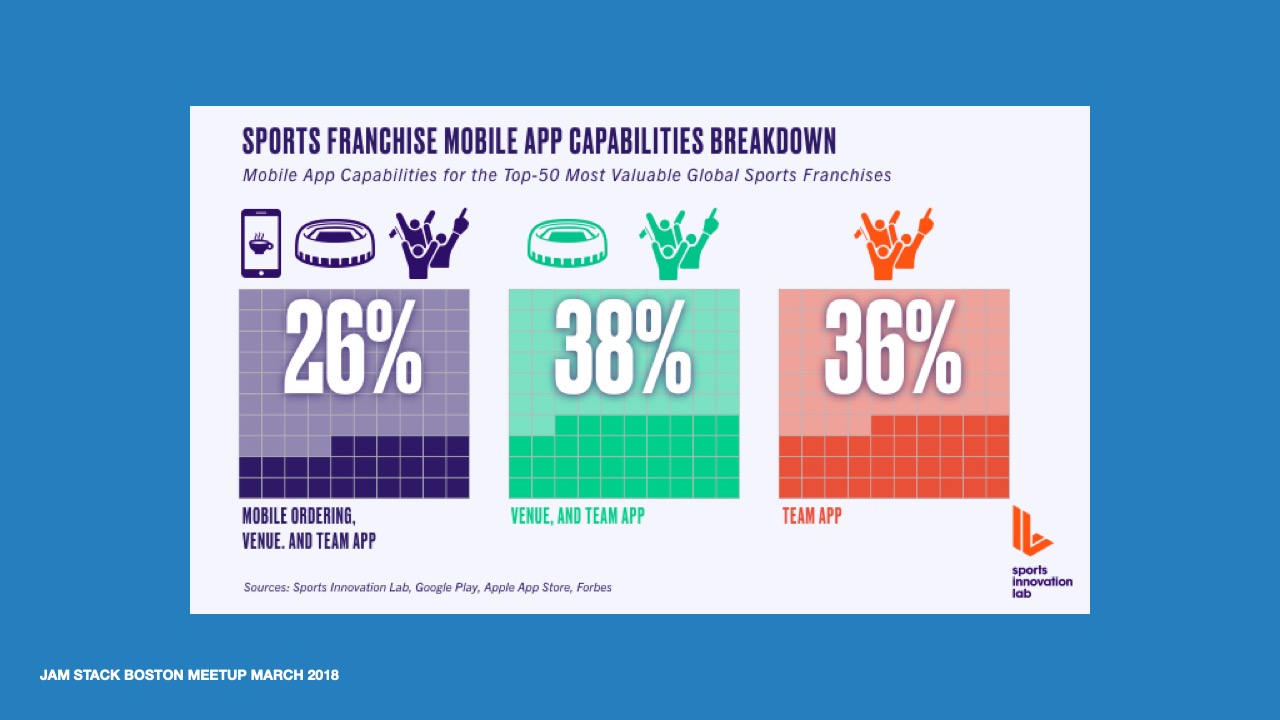 SPORTS FRANCHISE MOBILE APP CAPABILITIES BREAKDOWN
Mobile App Capabilities for the Top-50 Most Valuable Global Sports Franchises
26%
38%
36%
MOBILE ORDERING,
VENUE. AND TEAM APP
VENUE, AND TEAM APP
TEAM APP
Sources: Sports Innovation Lab, Google Play, Apple App Store, Forbes
sports
innovation
lab
JAM STACK BOSTON MEETUP MARCH 2018